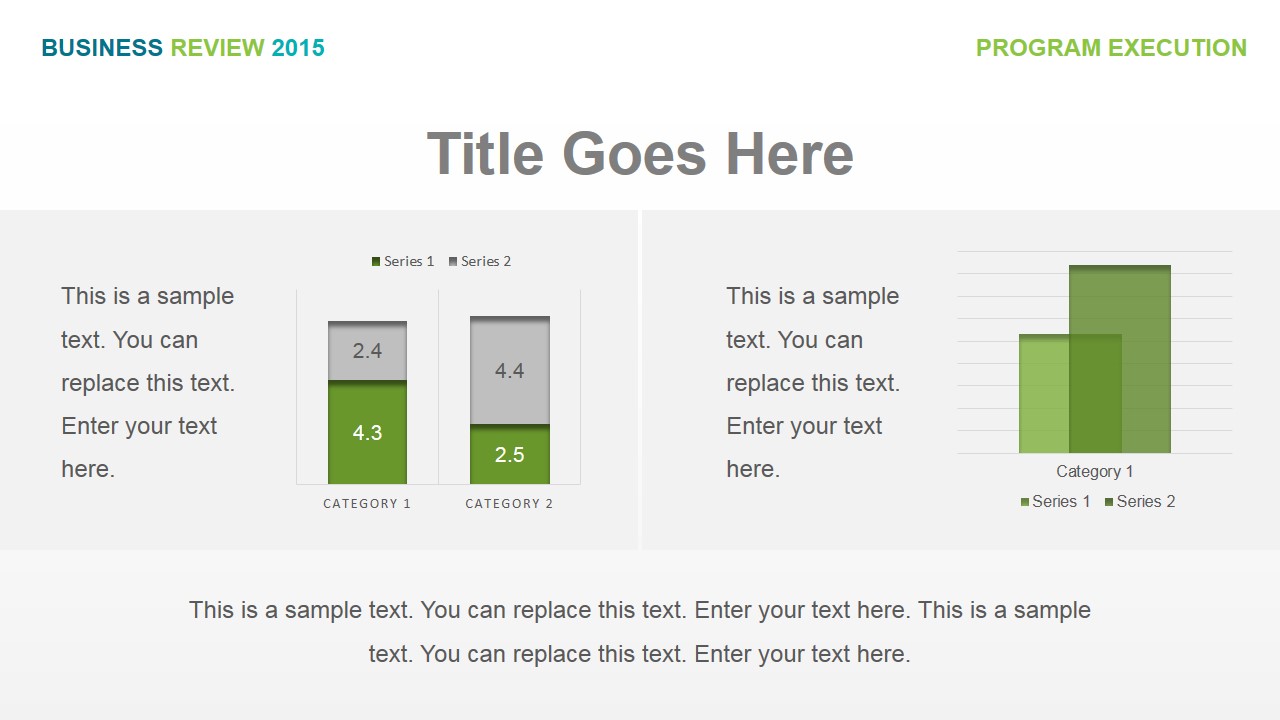 BUSINESS REVIEW 2015
PROGRAM EXECUTION
Title Goes Here
This is a sample
text. You can
replace this text.
Enter your text
here.
Series 1 Series 2
2.4
4.4
4.3
2.5
CATEGORY 1 CATEGORY 2
This is a sample
text. You can
replace this text.
Enter your text
here.
Category 1
Series 1 Series 2
This is a sample text. You can replace this text. Enter your text here. This is a sample
text. You can replace this text. Enter your text here.